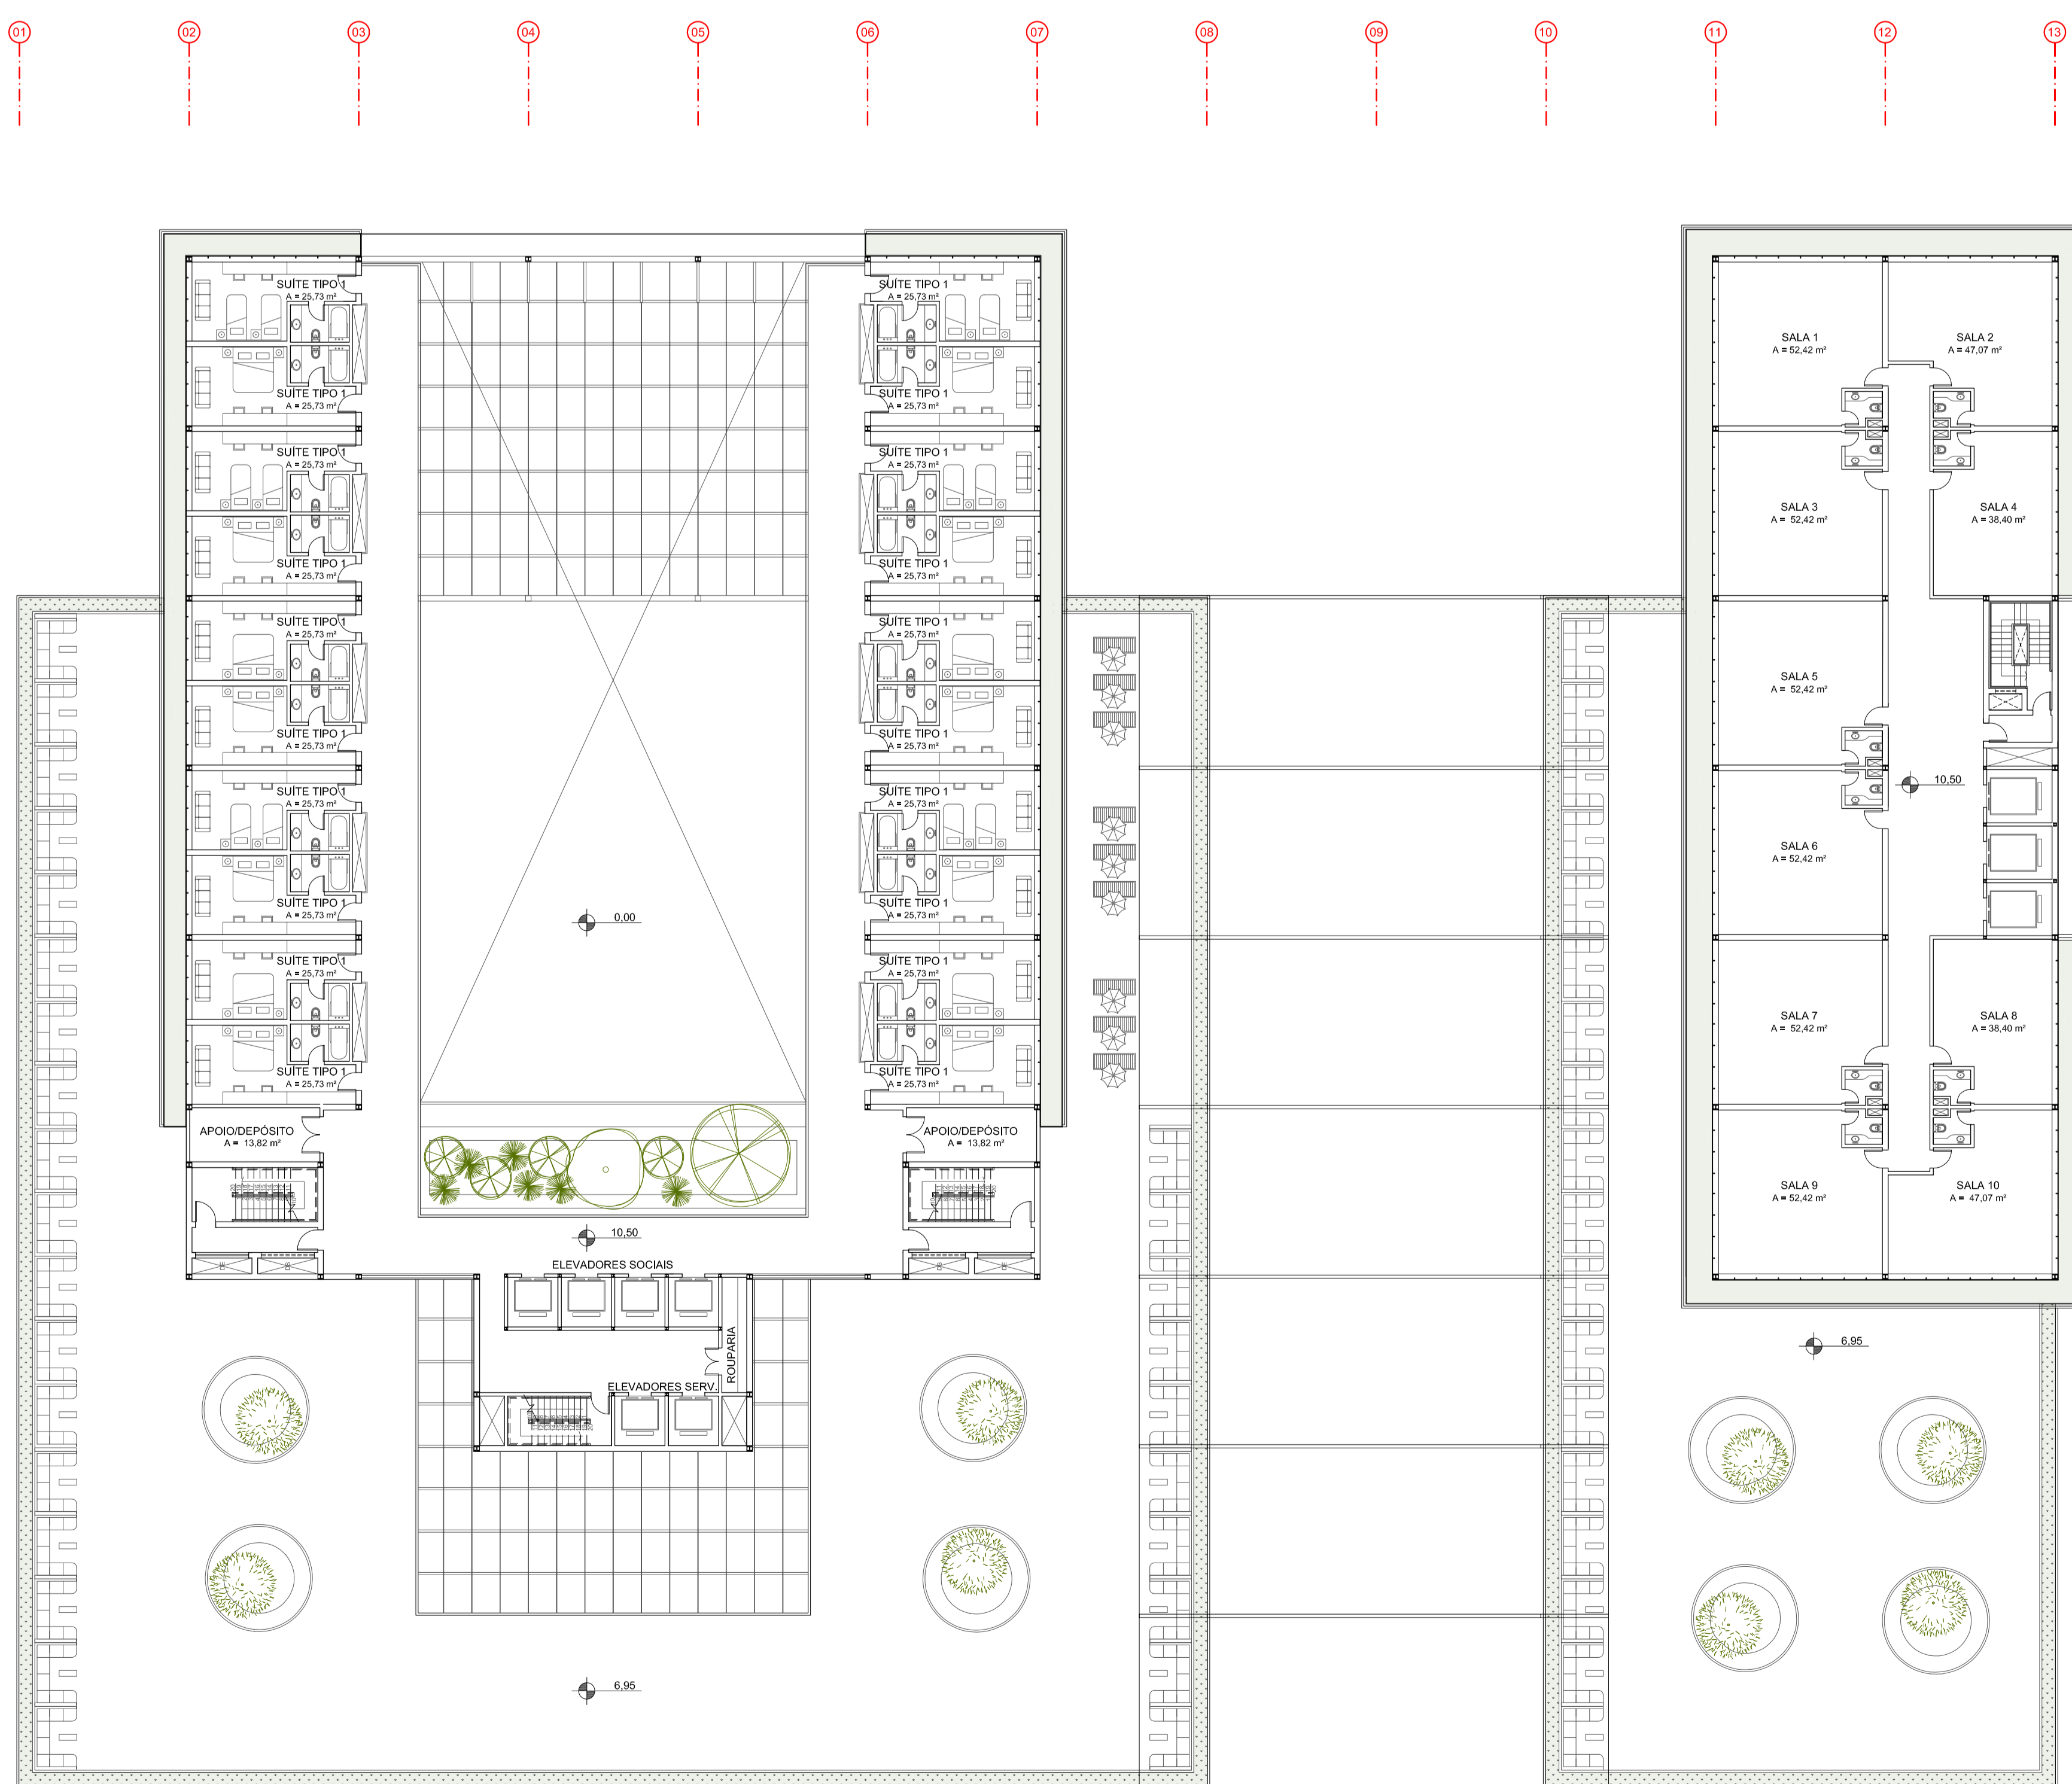 01 02 03 04 05 06 07 08 09 10 11 12 13
SUÍTE TIPO 1
A = 25,73 m²
SUÍTE TIPO 1
A = 25,73 m²
SUÍTE TIPO 1
A = 25,73 m²
SUÍTE TIPO 1
A = 25,73 m²
SUÍTE TIPO 1
A = 25,73 m²
SUÍTE TIPO 1
A = 25,73 m²
SUÍTE TIPO 1
A = 25,73 m²
SUÍTE TIPO 1
A = 25,73 m²
SUÍTE TIPO 1
A = 25,73 m²
SUÍTE TIPO 1
A = 25,73 m²
APOIO/DEPÓSITO
A = 13,82 m²
0,00
10,50
ELEVADORES SOCIAIS
ROUPARIA
ELEVADORES SERV.
6,95
SUÍTE TIPO 1
A = 25,73 m²
SUÍTE TIPO 1
A = 25,73 m²
SUÍTE TIPO 1
A = 25,73 m²
SUÍTE TIPO 1
A = 25,73 m²
SUÍTE TIPO 1
A = 25,73 m²
SUÍTE TIPO 1
A = 25,73 m²
SUÍTE TIPO 1
A = 25,73 m²
SUÍTE TIPO 1
A = 25,73 m²
SUÍTE TIPO 1
A = 25,73 m²
SUÍTE TIPO 1
A = 25,73 m²
APOIO/DEPÓSITO
A = 13,82 m²
SALA 1
A = 52,42 m²
SALA 2
A = 47,07 m²
SALA 3
A = 52,42 m²
SALA 4
A = 38,40 m²
SALA 5
A = 52,42 m²
10,50
SALA 6
A = 52,42 m²
SALA 7
A = 52,42 m²
SALA 8
A = 38,40 m²
SALA 9
A = 52,42 m²
SALA 10
A = 47,07 m²
6,95